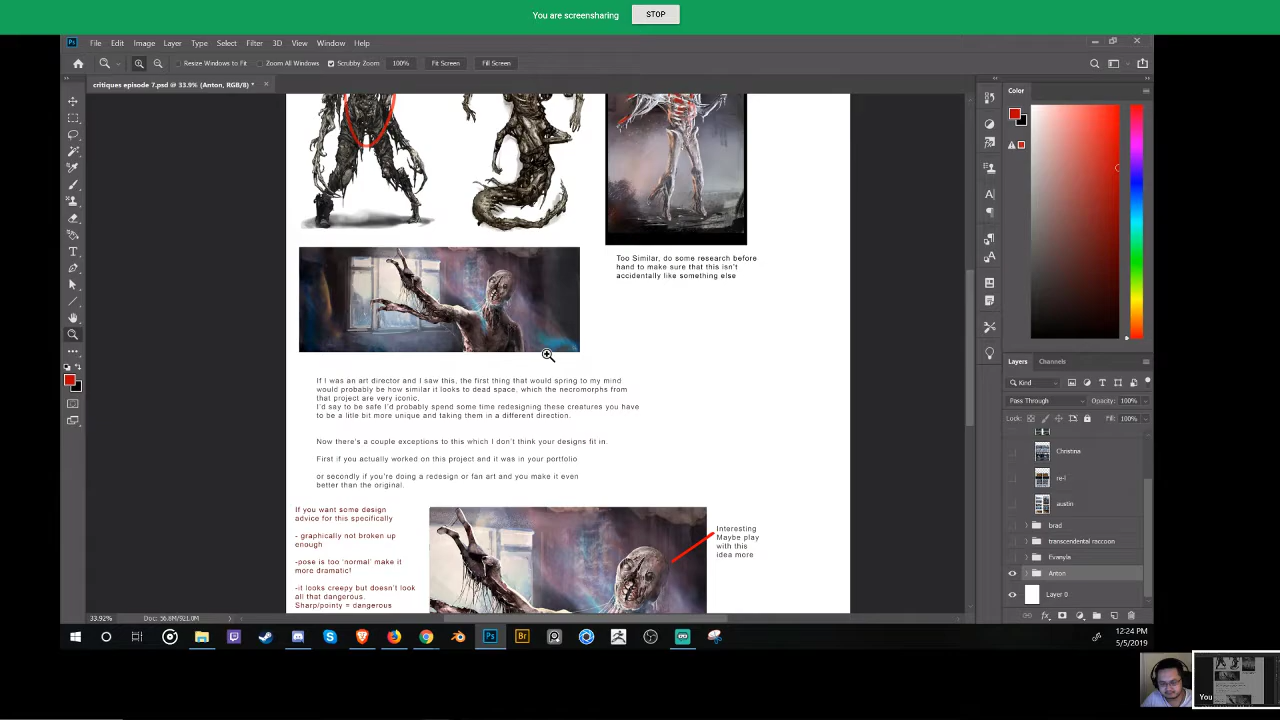 You are screensharing STOP
File Edit Image Layer Type Select Filter 3D View Window Help
Resize Windows to Fit Zoom All Windows Scrubby Zoom 100% Fit Screen Fill Screen
critiques episode 7.psd @ 33.9% (Anton, RGB/8) *
Color
Too Similar, do some research before
hand to make sure that this isn't
accidentally like something else
If I was an art director and I saw this, the first thing that would spring to my mind
would probably be how similar it looks to dead space, which the necromorphs from
that project are very iconic.
I'd say to be safe I'd probably spend some time redesigning these creatures you have
to be a litle bit more unique and taking them in a different direction.
Now there's a couple exceptions to this which I don't think your designs fit in.
First if you actually worked on this project and it was in your portfolio
or secondly if you're doing a redesign or fan art and you make it even
better than the original.
If you want some design
advice for this specifically
- graphically not broken up
enough
-pose is too 'normal' make it
more dramatic!
-it looks creepy but doesn't look
all that dangerous.
Sharp/pointy = dangerous
Interesting
Maybe play
with this
idea more
Layers Channels
Kind
Pass Through Opacity: 100%
Lock: Fill: 100%
Christina
re-l
austin
brad
transcendental raccoon
Evanyla
Anton
Layer 0
33.92% Doc: 56.8M/921.0M
12:24 PM
5/5/2019
You